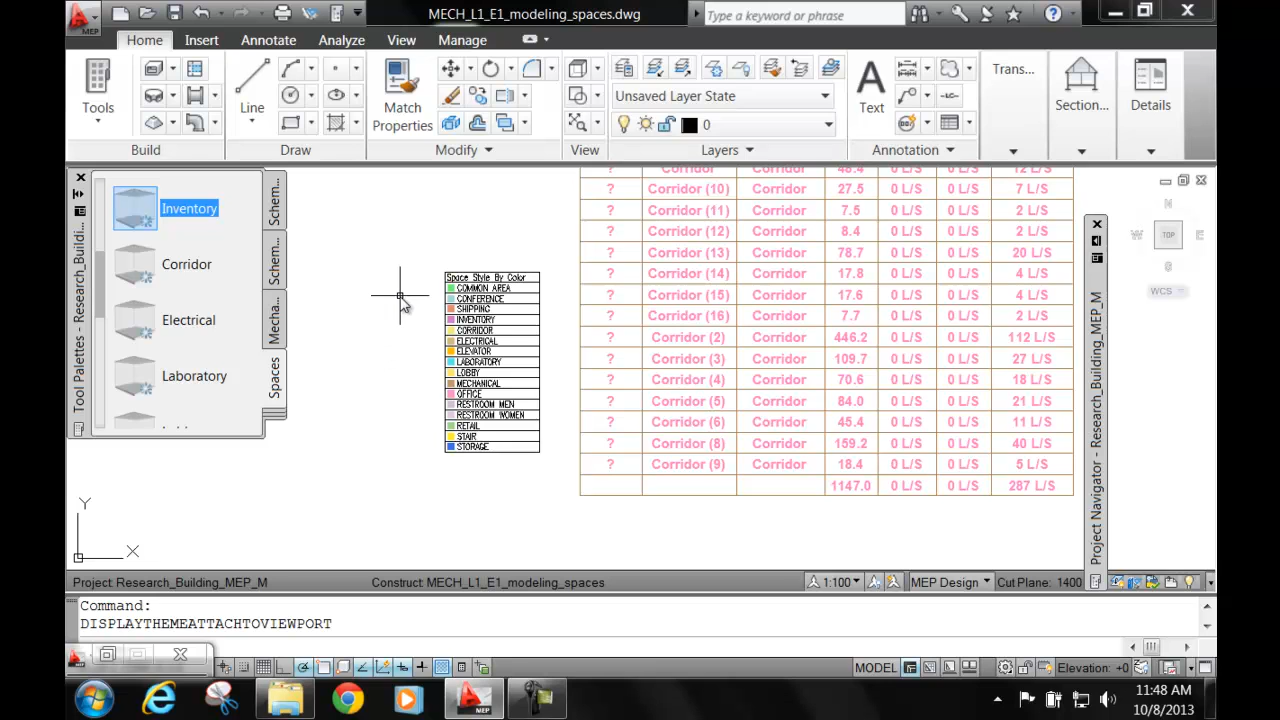 MECH_L1_E1_modeling_spaces.dwg
Type a keyword or phrase
MEP
Home Insert Annotate Analyze View Manage
Tools
Line
Match
Properties
Unsaved Layer State
0
Text
Trans...
Section...
Details
Build Draw Modify View Layers Annotation
Inventory
Corridor
Electrical
Laboratory
Schem...
Schem...
Mecha...
Spaces
Tool Palettes - Research_Buildi...
Space Style By Color
COMMON AREA
CONFERENCE
SHIPPING
INVENTORY
CORRIDOR
ELECTRICAL
ELEVATOR
LABORATORY
LOBBY
MECHANICAL
OFFICE
RESTROOM MEN
RESTROOM WOMEN
RETAIL
STAIR
STORAGE
? Corridor Corridor 48.4 0 L/S 0 L/S 12 L/S
? Corridor (10) Corridor 27.5 0 L/S 0 L/S 7 L/S
? Corridor (11) Corridor 7.5 0 L/S 0 L/S 2 L/S
? Corridor (12) Corridor 8.4 0 L/S 0 L/S 2 L/S
? Corridor (13) Corridor 78.7 0 L/S 0 L/S 20 L/S
? Corridor (14) Corridor 17.8 0 L/S 0 L/S 4 L/S
? Corridor (15) Corridor 17.6 0 L/S 0 L/S 4 L/S
? Corridor (16) Corridor 7.7 0 L/S 0 L/S 2 L/S
? Corridor (2) Corridor 446.2 0 L/S 0 L/S 112 L/S
? Corridor (3) Corridor 109.7 0 L/S 0 L/S 27 L/S
? Corridor (4) Corridor 70.6 0 L/S 0 L/S 18 L/S
? Corridor (5) Corridor 84.0 0 L/S 0 L/S 21 L/S
? Corridor (6) Corridor 45.4 0 L/S 0 L/S 11 L/S
? Corridor (8) Corridor 159.2 0 L/S 0 L/S 40 L/S
? Corridor (9) Corridor 18.4 0 L/S 0 L/S 5 L/S
1147.0 0 L/S 0 L/S 287 L/S
Project Navigator - Research_Building_MEP_M
N
W TOP E
S
WCS
Y
X
Project: Research_Building_MEP_M Construct: MECH_L1_E1_modeling_spaces 1:100 MEP Design Cut Plane: 1400
Command:
DISPLAYTHEMEATTACHTOVIEWPORT
MODEL Elevation: +0
MEP
11:48 AM
10/8/2013